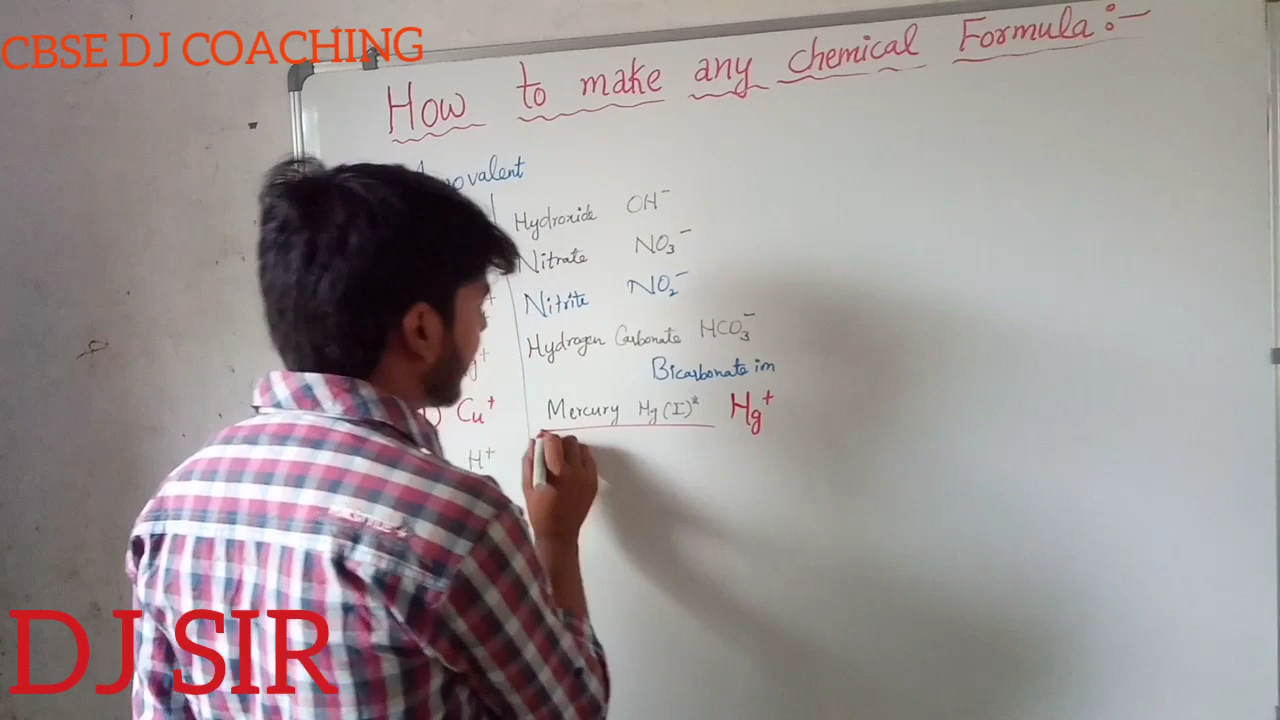 CBSE DJ COACHING
How to make any chemical Formula:-
Hydroxide OH⁻
Nitrate NO₃⁻
Nitrite NO₂⁻
Hydrogen Carbonate HCO₃⁻
Bicarbonate ion
Cu⁺ Mercury Hg(I)* Hg⁺
H⁺
DJ SIR